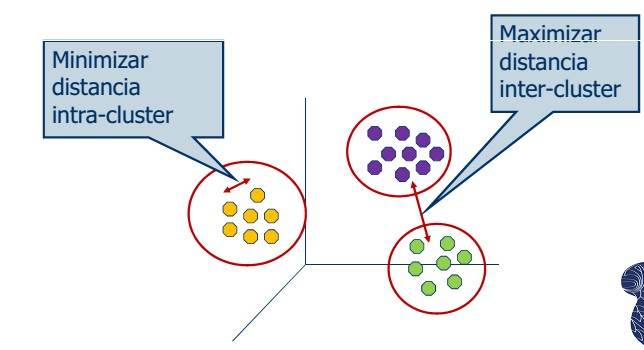 Minimizar
distancia
intra-cluster
Maximizar
distancia
inter-cluster